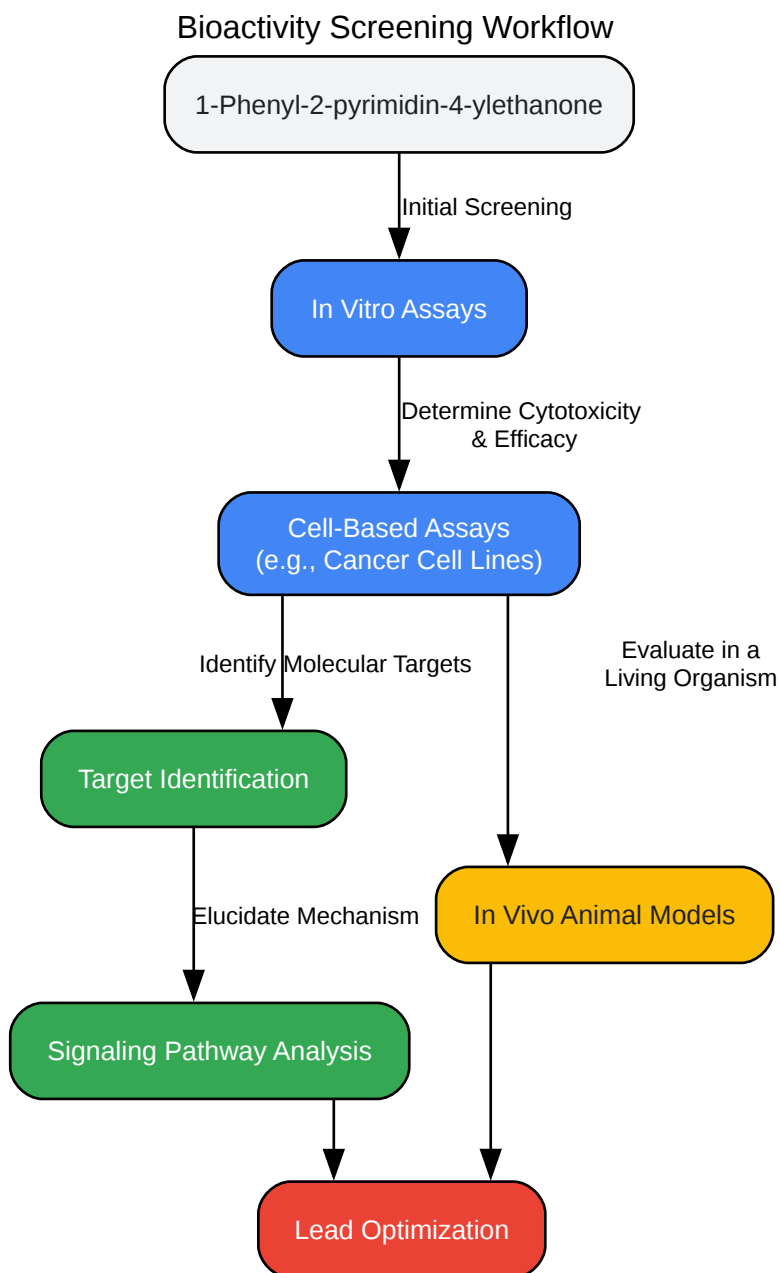 Bioactivity Screening Workflow
1-Phenyl-2-pyrimidin-4-ylethanone
Initial Screening
In Vitro Assays
Determine Cytotoxicity
& Efficacy
Cell-Based Assays
(e.g., Cancer Cell Lines)
Identify Molecular Targets
Evaluate in a
Living Organism
Target Identification
Elucidate Mechanism
In Vivo Animal Models
Signaling Pathway Analysis
Lead Optimization